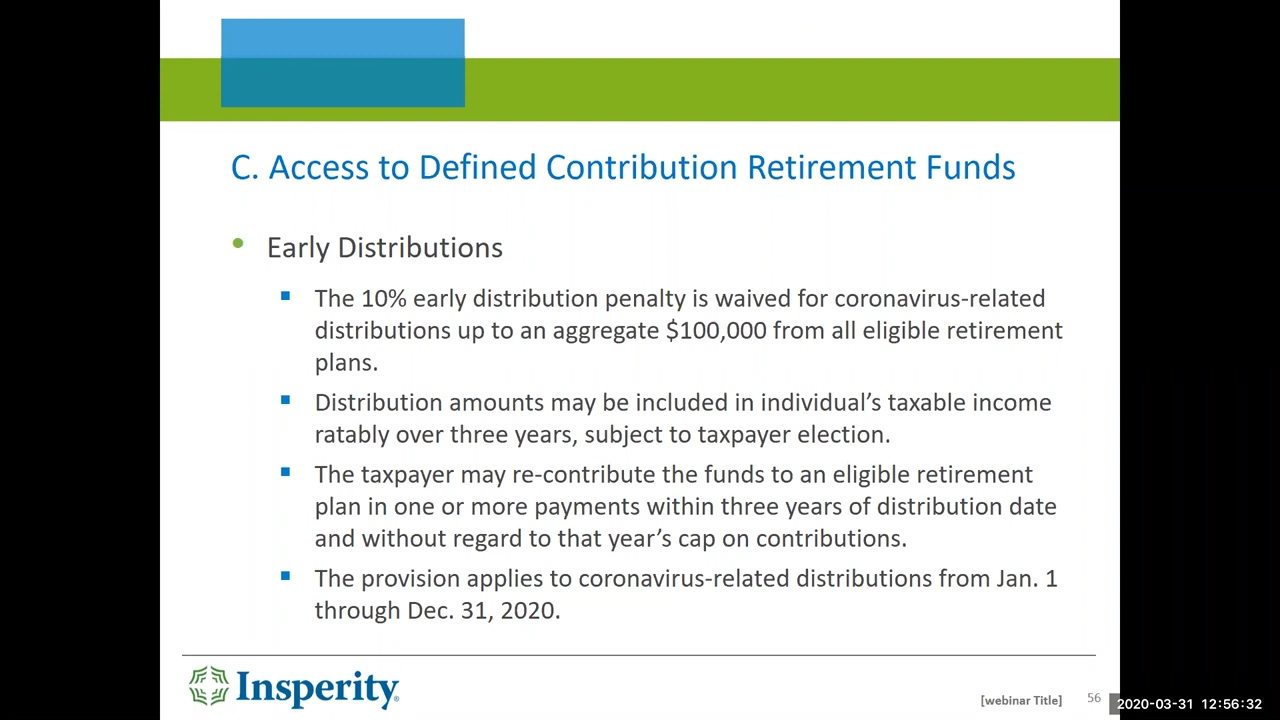 C. Access to Defined Contribution Retirement Funds
• Early Distributions
▪ The 10% early distribution penalty is waived for coronavirus-related
distributions up to an aggregate $100,000 from all eligible retirement
plans.
▪ Distribution amounts may be included in individual’s taxable income
ratably over three years, subject to taxpayer election.
▪ The taxpayer may re-contribute the funds to an eligible retirement
plan in one or more payments within three years of distribution date
and without regard to that year’s cap on contributions.
▪ The provision applies to coronavirus-related distributions from Jan. 1
through Dec. 31, 2020.
Insperity®
[webinar Title] 56
2020-03-31 12:56:32